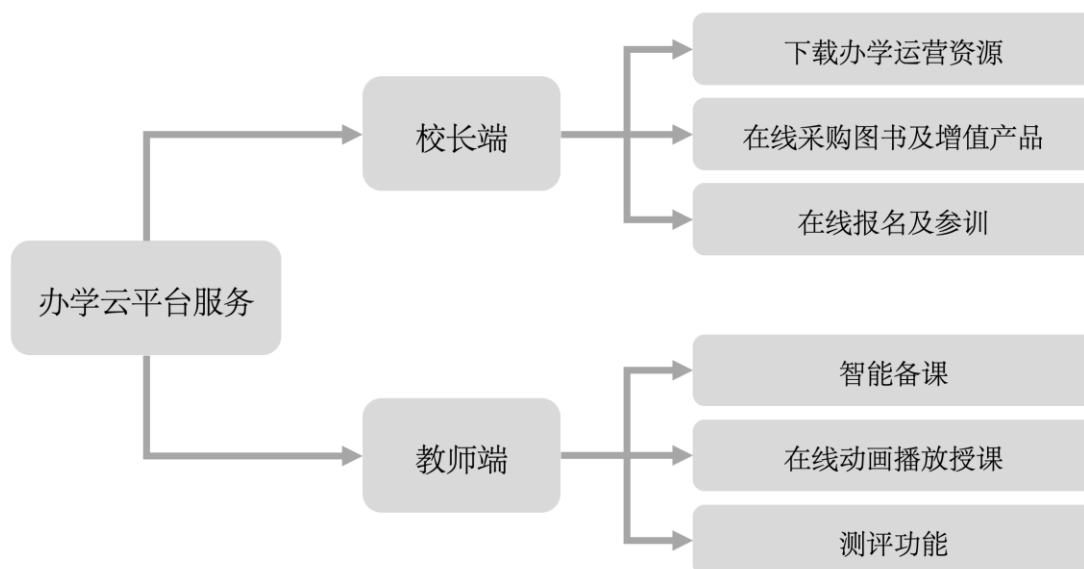 办学云平台服务
校长端
下载办学运营资源
在线采购图书及增值产品
在线报名及参训
教师端
智能备课
在线动画播放授课
测评功能